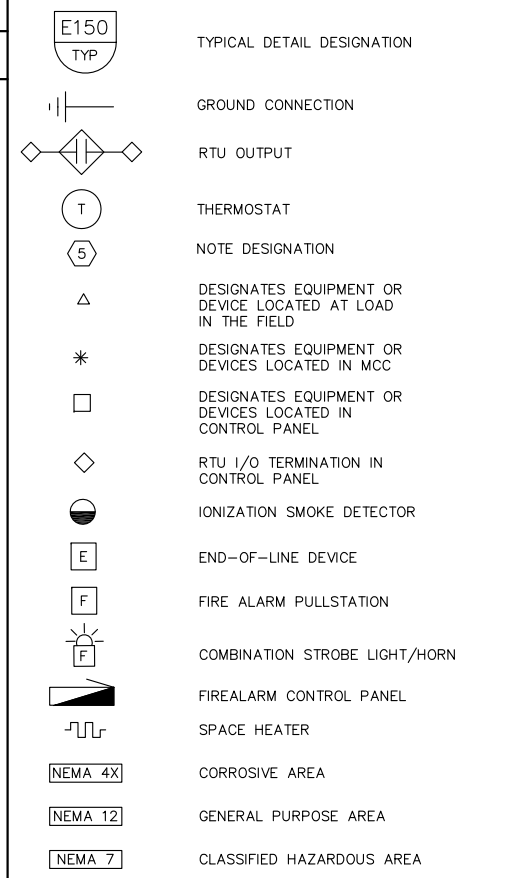 E150
TYP
TYPICAL DETAIL DESIGNATION
GROUND CONNECTION
RTU OUTPUT
T
THERMOSTAT
5
NOTE DESIGNATION
DESIGNATES EQUIPMENT OR
DEVICE LOCATED AT LOAD
IN THE FIELD
DESIGNATES EQUIPMENT OR
DEVICES LOCATED IN MCC
DESIGNATES EQUIPMENT OR
DEVICES LOCATED IN
CONTROL PANEL
RTU I/O TERMINATION IN
CONTROL PANEL
IONIZATION SMOKE DETECTOR
E
END-OF-LINE DEVICE
F
FIRE ALARM PULLSTATION
F
COMBINATION STROBE LIGHT/HORN
FIREALARM CONTROL PANEL
SPACE HEATER
NEMA 4X
CORROSIVE AREA
NEMA 12
GENERAL PURPOSE AREA
NEMA 7
CLASSIFIED HAZARDOUS AREA